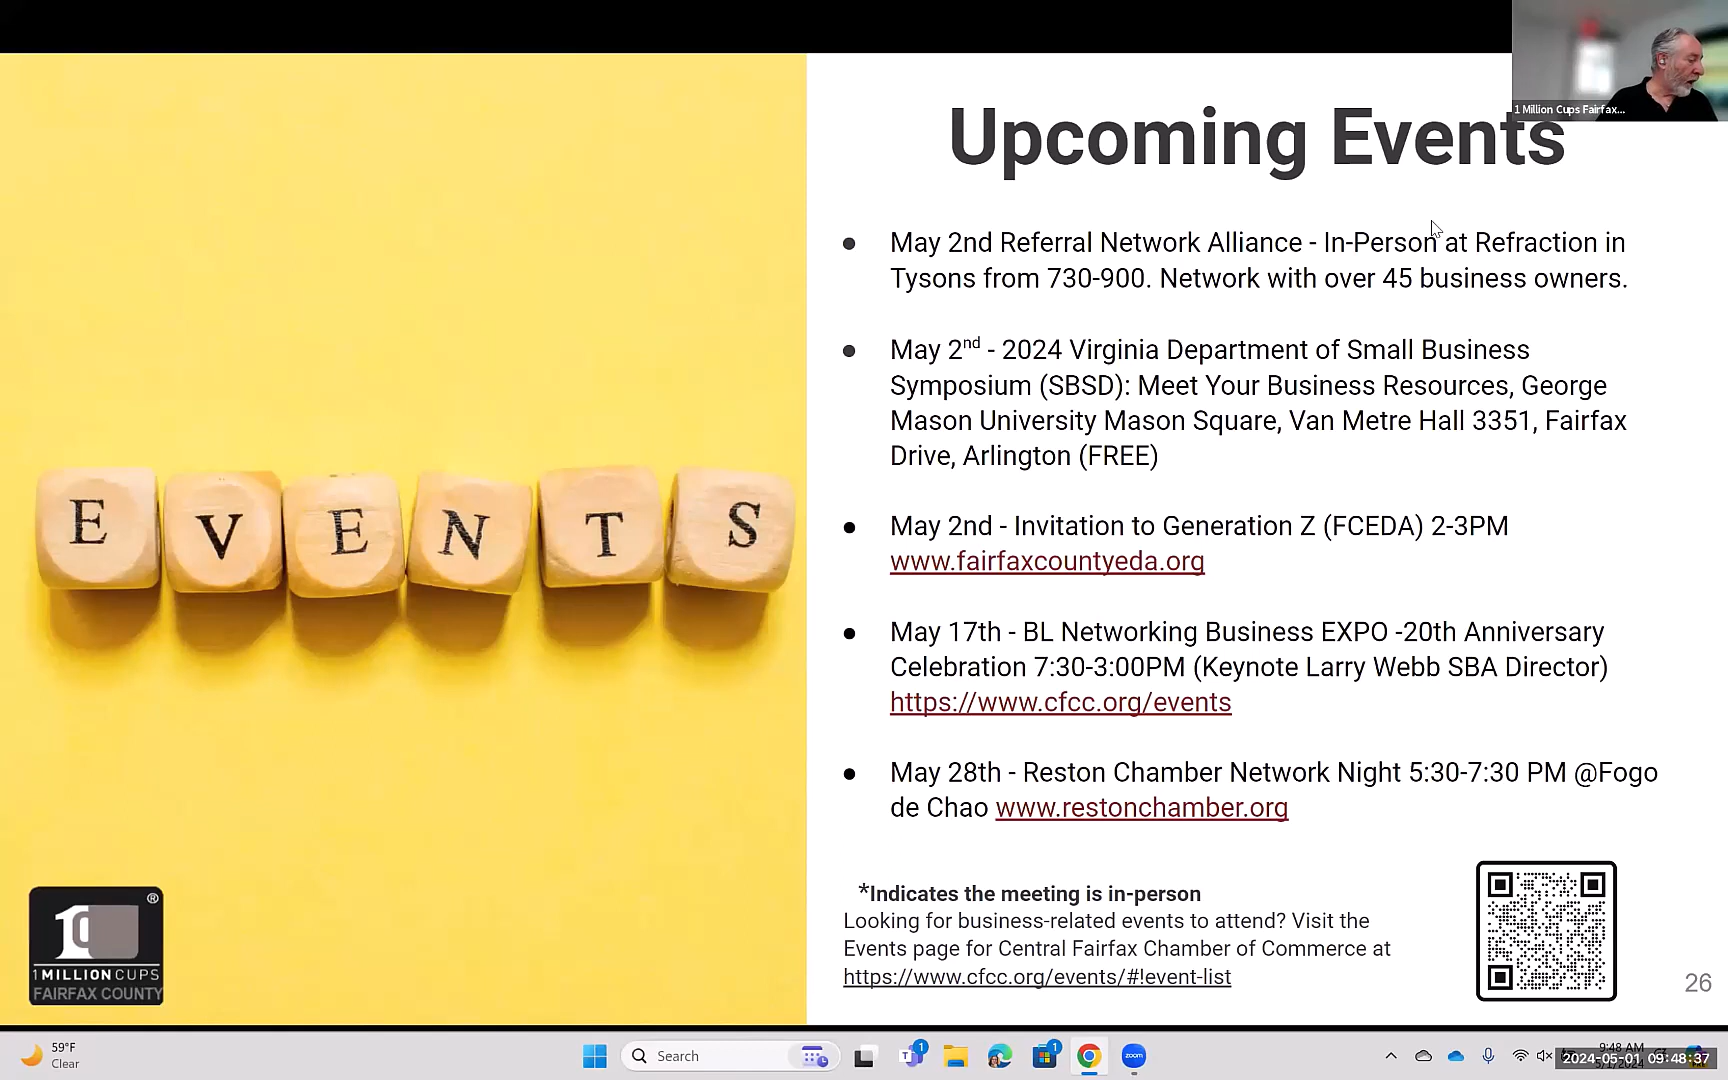 1 Million Cups Fairfax...
Upcoming Events
● May 2nd Referral Network Alliance - In-Person at Refraction in
Tysons from 730-900. Network with over 45 business owners.
● May 2nd - 2024 Virginia Department of Small Business
Symposium (SBSD): Meet Your Business Resources, George
Mason University Mason Square, Van Metre Hall 3351, Fairfax
Drive, Arlington (FREE)
● May 2nd - Invitation to Generation Z (FCEDA) 2-3PM
www.fairfaxcountyeda.org
● May 17th - BL Networking Business EXPO -20th Anniversary
Celebration 7:30-3:00PM (Keynote Larry Webb SBA Director)
https://www.cfcc.org/events
● May 28th - Reston Chamber Network Night 5:30-7:30 PM @Fogo
de Chao www.restonchamber.org
EVENTS
*Indicates the meeting is in-person
Looking for business-related events to attend? Visit the
Events page for Central Fairfax Chamber of Commerce at
https://www.cfcc.org/events/#!event-list
®
1 MILLION CUPS
FAIRFAX COUNTY
26
59°F
Clear
Search
1
1
zoom
9:48 AM
2024-05-01 09:48:37